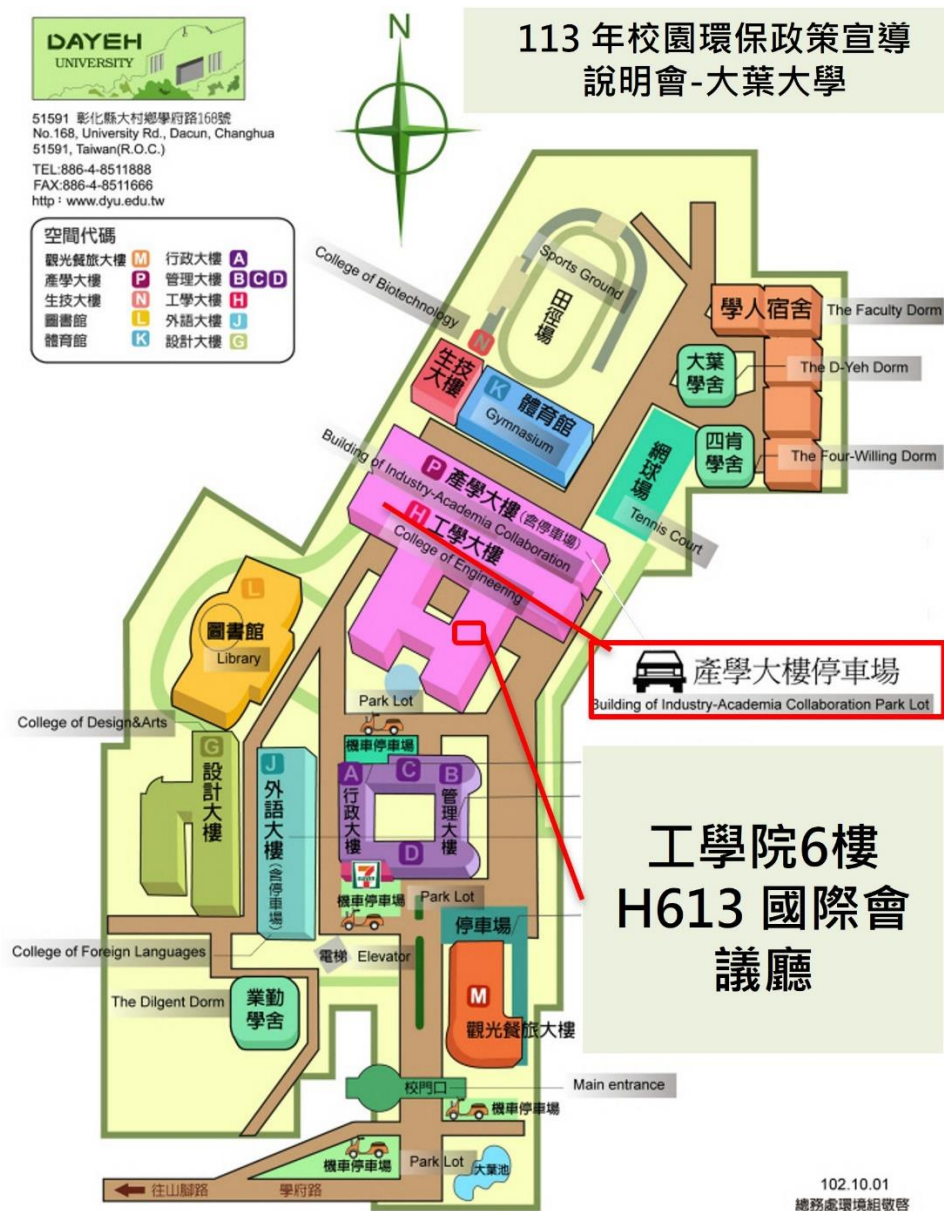 DAYEH
UNIVERSITY
51591 彰化縣大村鄉學府路168號
No.168, University Rd., Dacun, Changhua
51591, Taiwan(R.O.C.)
TEL:886-4-8511888
FAX:886-4-8511666
http：www.dyu.edu.tw
N
113 年校園環保政策宣導
說明會-大葉大學
空間代碼
觀光餐旅大樓 M 行政大樓 A
產學大樓 P 管理大樓 B C D
生技大樓 N 工學大樓 H
圖書館 L 外語大樓 J
體育館 K 設計大樓 G
College of Biotechnology
Sports Ground
田徑場
學人宿舍
The Faculty Dorm
N
生技
大樓
大葉
學舍
The D-Yeh Dorm
K 體育館
Gymnasium
四肯
學舍
The Four-Willing Dorm
網球場
Tennis Court
P 產學大樓(含停車場)
Building of Industry-Academia Collaboration
H 工學大樓
College of Engineering
L
圖書館
Library
產學大樓停車場
Building of Industry-Academia Collaboration Park Lot
Park Lot
機車停車場
College of Design&Arts
G
設計大樓
J
外語大樓(含停車場)
A
行政大樓
C
B
管理大樓
D
7
ELEVEN
機車停車場
Park Lot
工學院6樓
H613 國際會
議廳
停車場
College of Foreign Languages
電梯 Elevator
The Dilgent Dorm
業勤
學舍
M
觀光餐旅大樓
校門口
Main entrance
機車停車場
機車停車場
Park Lot
大葉池
往山腳路
學府路
102.10.01
總務處環境組敬啓